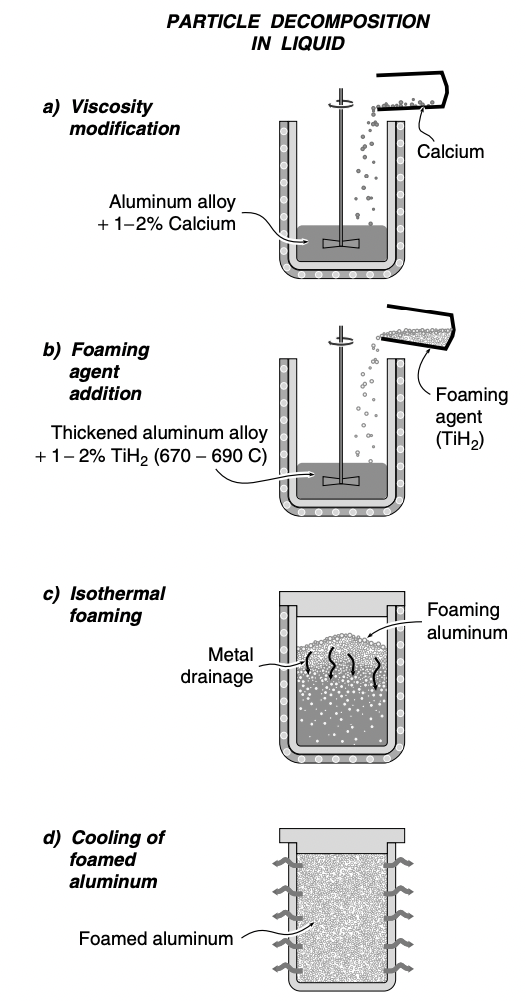 PARTICLE DECOMPOSITION
IN LIQUID
a) Viscosity
modification
Calcium
Aluminum alloy
+ 1–2% Calcium
b) Foaming
agent
addition
Foaming
agent
(TiH₂)
Thickened aluminum alloy
+ 1– 2% TiH₂ (670 – 690 C)
c) Isothermal
foaming
Foaming
aluminum
Metal
drainage
d) Cooling of
foamed
aluminum
Foamed aluminum